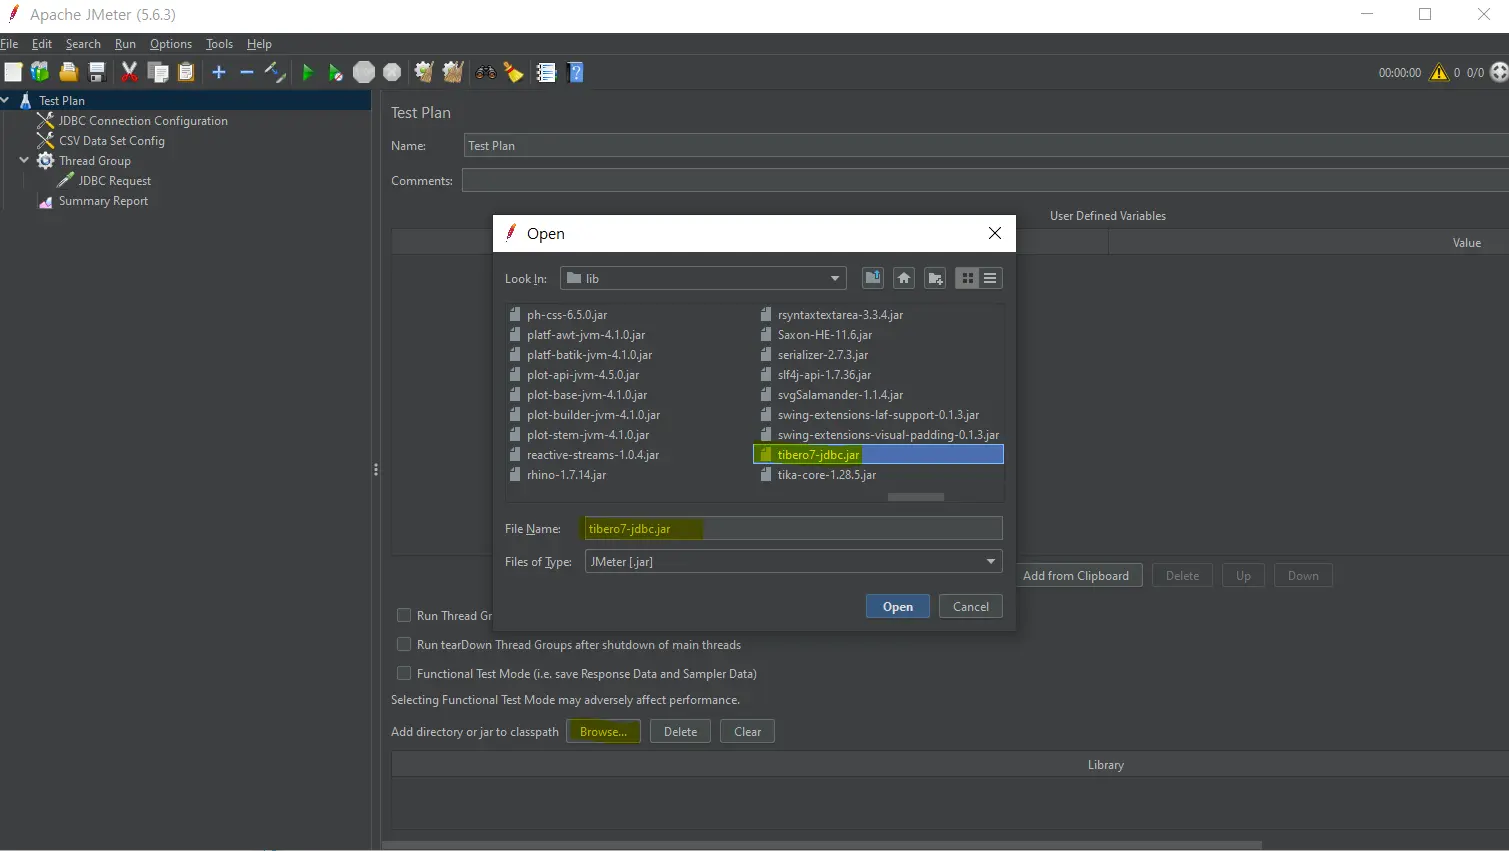 Apache JMeter (5.6.3)
File Edit Search Run Options Tools Help
00:00:00 0 0/0
Test Plan
JDBC Connection Configuration
CSV Data Set Config
Thread Group
JDBC Request
Summary Report
Test Plan
Name: Test Plan
Comments:
User Defined Variables
Value
Open
Look In: lib
ph-css-6.5.0.jar
platf-awt-jvm-4.1.0.jar
platf-batik-jvm-4.1.0.jar
plot-api-jvm-4.5.0.jar
plot-base-jvm-4.1.0.jar
plot-builder-jvm-4.1.0.jar
plot-stem-jvm-4.1.0.jar
reactive-streams-1.0.4.jar
rhino-1.7.14.jar
rsyntaxtextarea-3.3.4.jar
Saxon-HE-11.6.jar
serializer-2.7.3.jar
slf4j-api-1.7.36.jar
svgSalamander-1.1.4.jar
swing-extensions-laf-support-0.1.3.jar
swing-extensions-visual-padding-0.1.3.jar
tibero7-jdbc.jar
tika-core-1.28.5.jar
File Name: tibero7-jdbc.jar
Files of Type: JMeter [.jar]
Open Cancel
Add from Clipboard Delete Up Down
Run Thread Gr
Run tearDown Thread Groups after shutdown of main threads
Functional Test Mode (i.e. save Response Data and Sampler Data)
Selecting Functional Test Mode may adversely affect performance.
Add directory or jar to classpath Browse... Delete Clear
Library